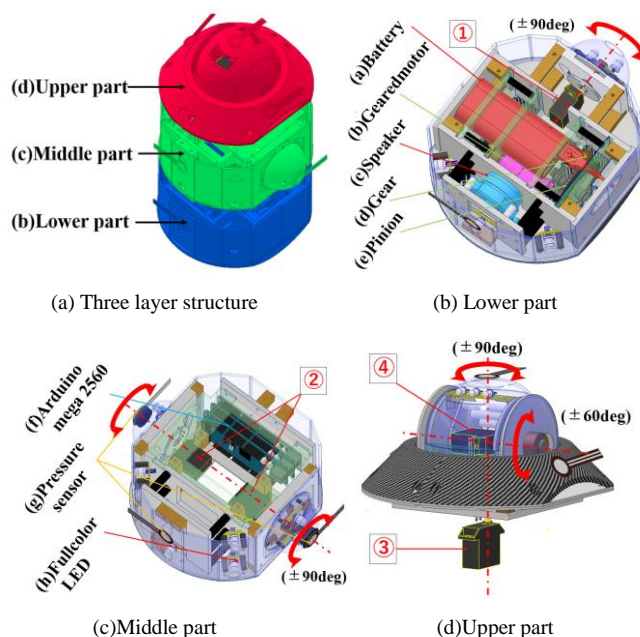 (d)Upper part
(c)Middle part
(b)Lower part
(a) Three layer structure
①
(±90deg)
(a)Battery
(b)Gearedmotor
(c)Speaker
(d)Gear
(e)Pinion
(b) Lower part
②
(f)Arduino
mega 2560
(g)Pressure
sensor
(h)Fullcolor
LED
(±90deg)
(c)Middle part
(±90deg)
④
(±60deg)
③
(d)Upper part